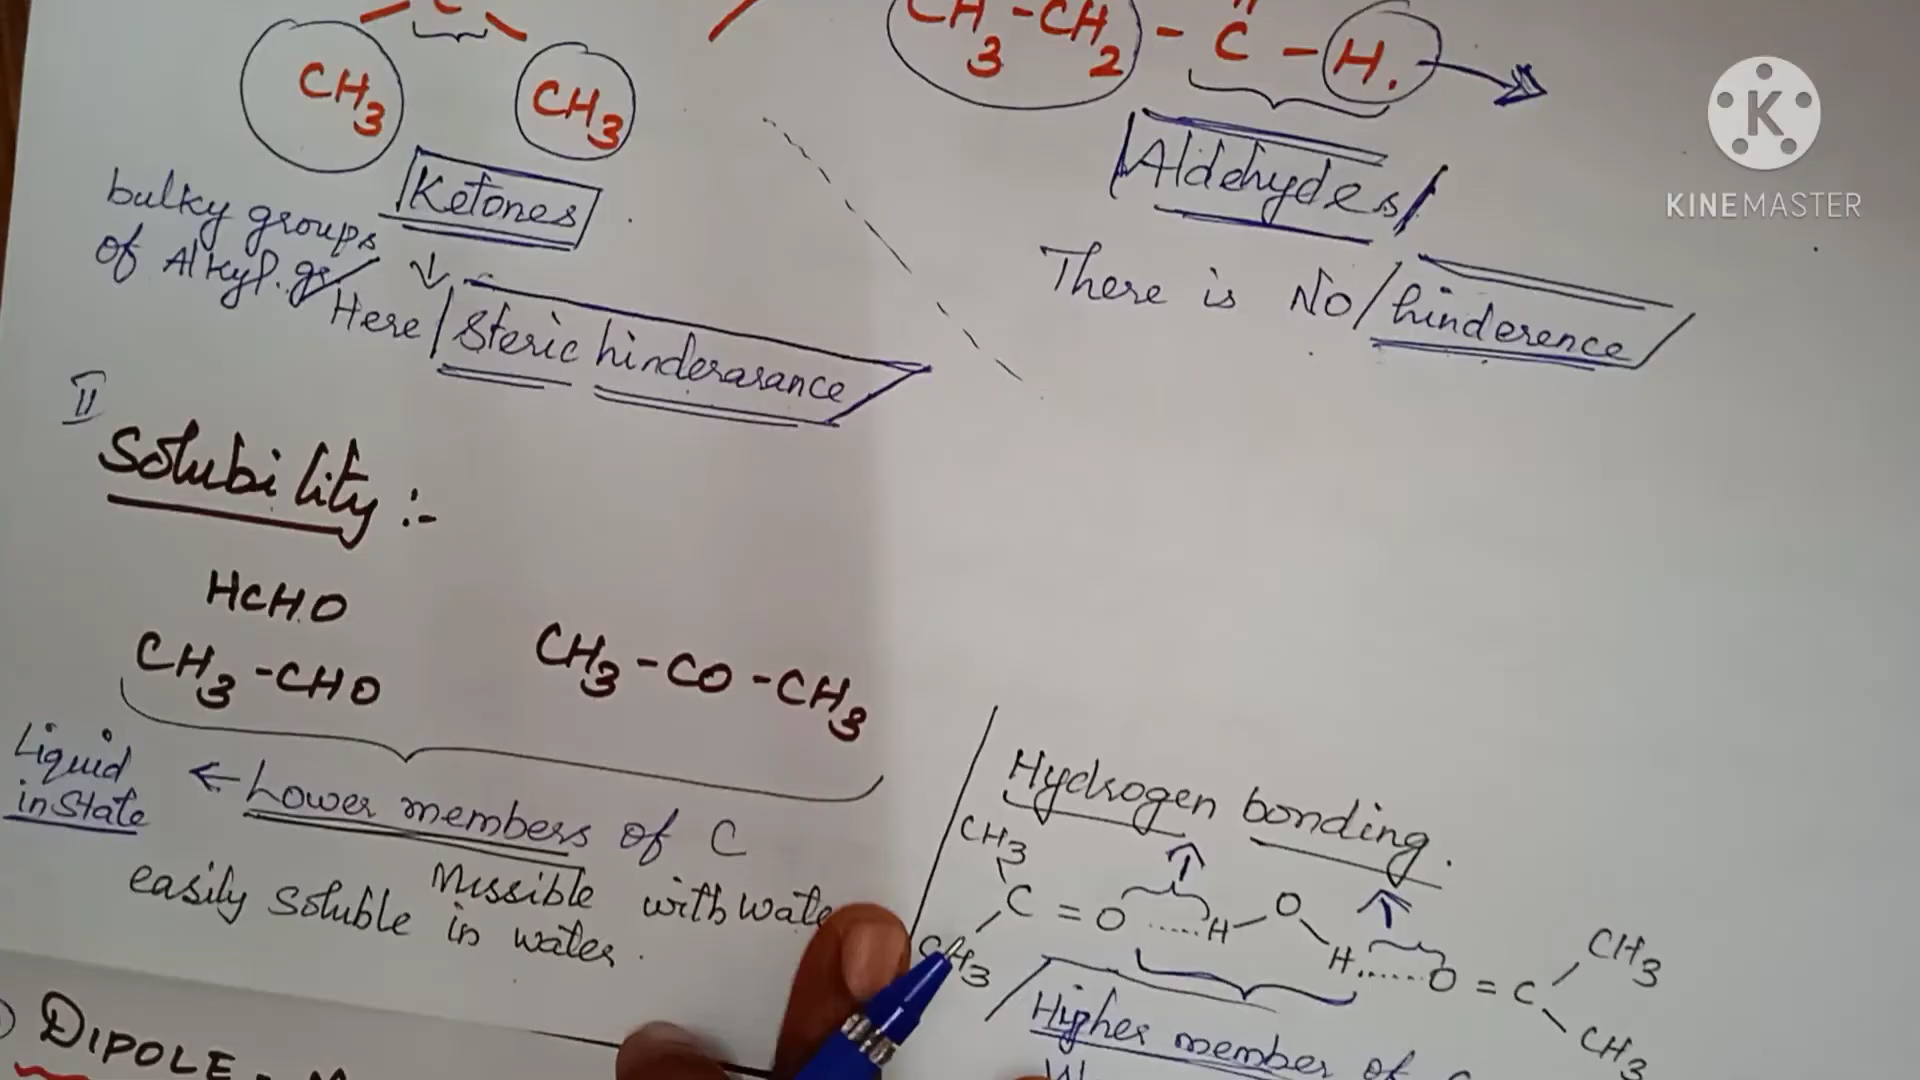 CH3-CH2-C-H.
CH3
CH3
Ketones
bulky groups
of Alkyl.
Here Steric hinderarance
Aldehydes
There is No hinderence
K
KINEMASTER
II
Solubility :-
HCHO
CH3-CHO
CH3-CO-CH3
Liquid
in State
← Lower members of C
Missible with wate
easily soluble in water.
Hydrogen bonding.
CH3
C=O.....H-O-H......O=C
CH3
CH3
CH3
Higher member of
DIPOLE-